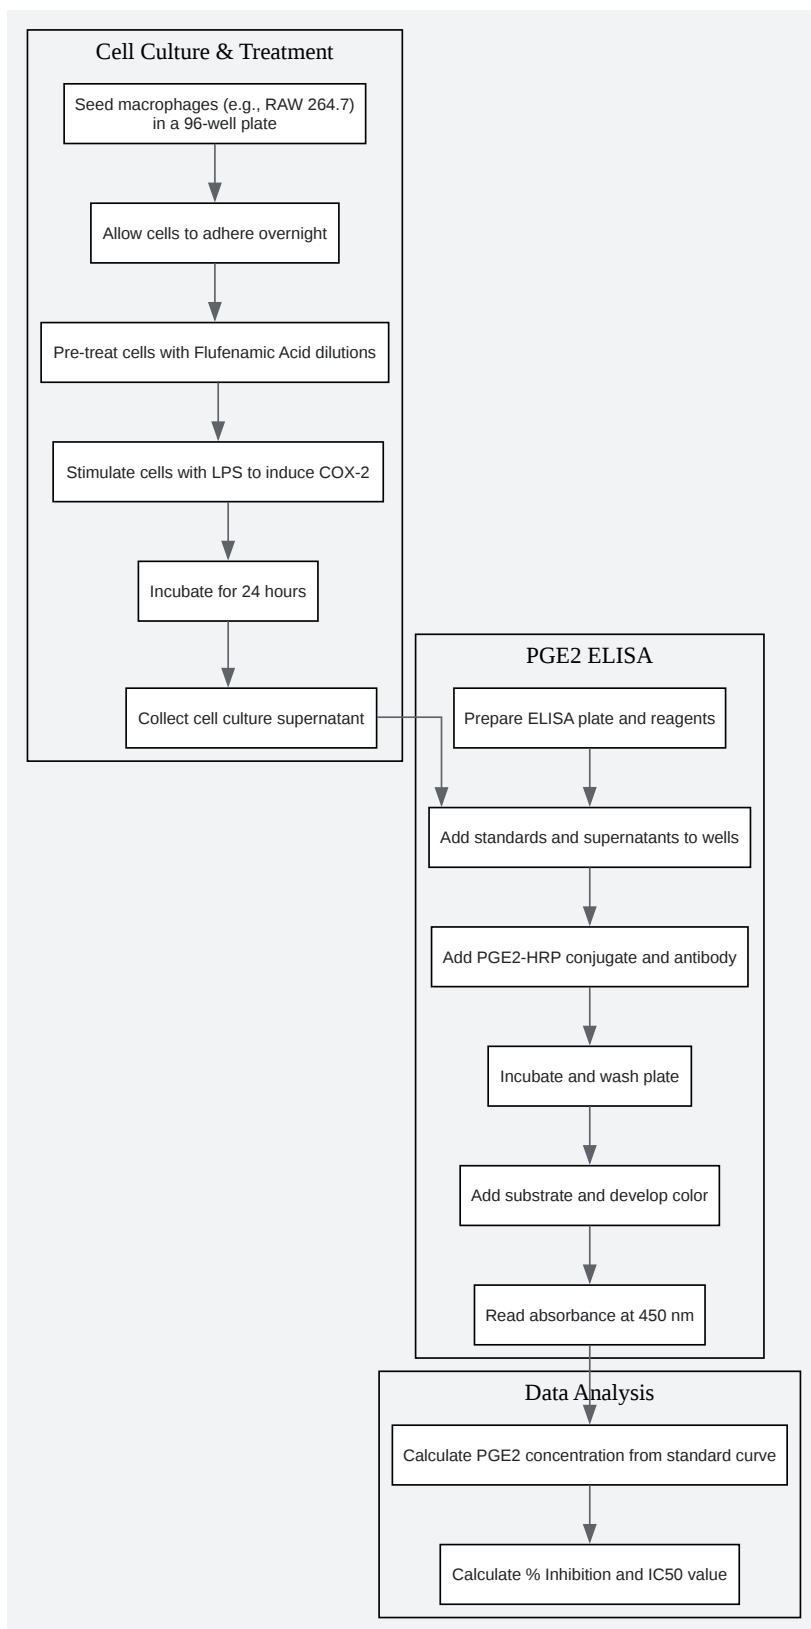 Cell Culture & Treatment
Seed macrophages (e.g., RAW 264.7)
in a 96-well plate
Allow cells to adhere overnight
Pre-treat cells with Flufenamic Acid dilutions
Stimulate cells with LPS to induce COX-2
Incubate for 24 hours
Collect cell culture supernatant
PGE2 ELISA
Prepare ELISA plate and reagents
Add standards and supernatants to wells
Add PGE2-HRP conjugate and antibody
Incubate and wash plate
Add substrate and develop color
Read absorbance at 450 nm
Data Analysis
Calculate PGE2 concentration from standard curve
Calculate % Inhibition and IC50 value